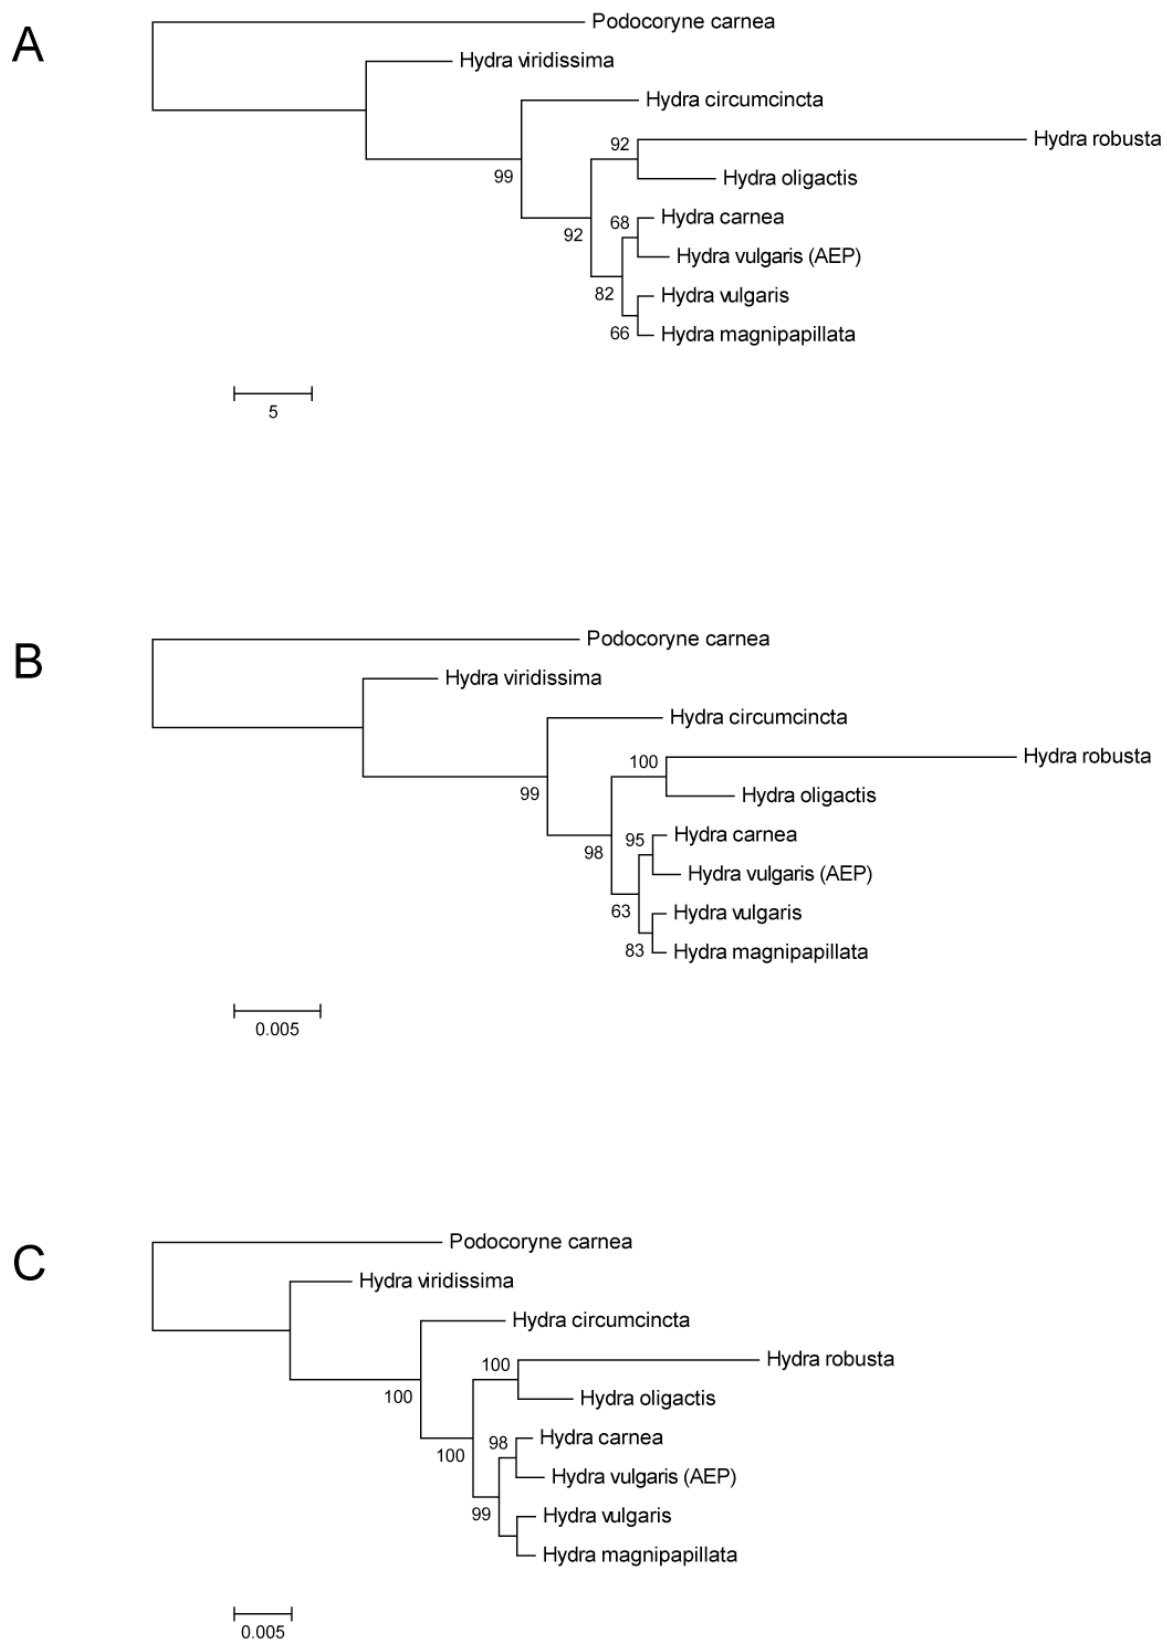 A
Podocoryne carnea
Hydra viridissima
Hydra circumcincta
92
Hydra robusta
99
Hydra oligactis
68
Hydra carnea
92
Hydra vulgaris (AEP)
82
Hydra vulgaris
66
Hydra magnipapillata
5
B
Podocoryne carnea
Hydra viridissima
Hydra circumcincta
100
Hydra robusta
99
Hydra oligactis
95
Hydra carnea
98
Hydra vulgaris (AEP)
63
Hydra vulgaris
83
Hydra magnipapillata
0.005
C
Podocoryne carnea
Hydra viridissima
Hydra circumcincta
100
Hydra robusta
100
Hydra oligactis
98
Hydra carnea
100
Hydra vulgaris (AEP)
99
Hydra vulgaris
Hydra magnipapillata
0.005